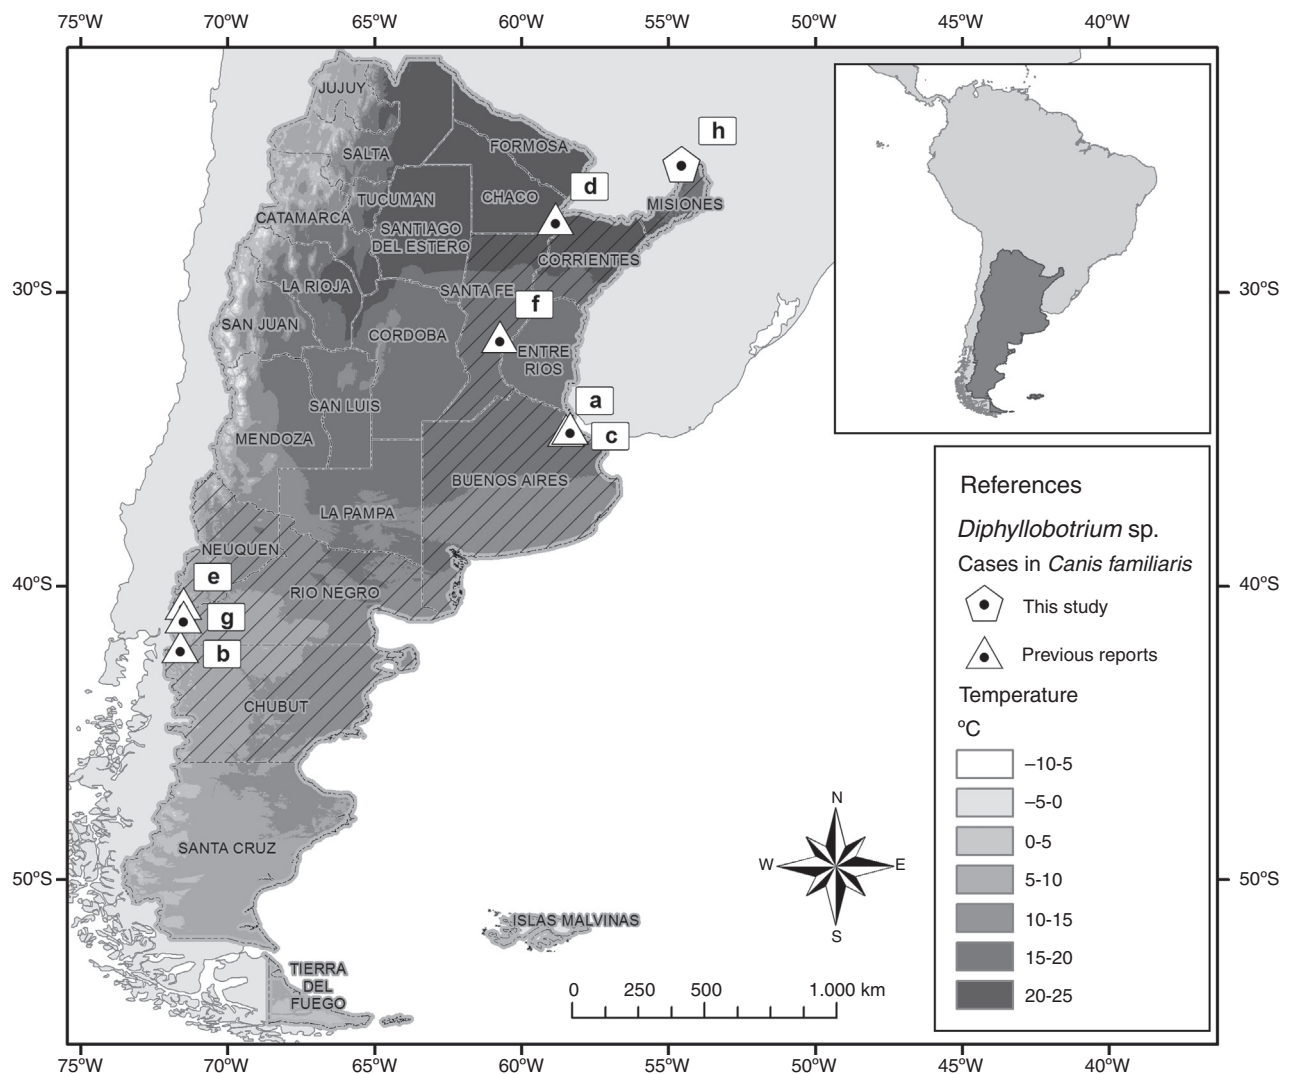 75ºW 70ºW 65ºW 60ºW 55ºW 50ºW 45ºW 40ºW
JUJUY
h
FORMOSA
SALTA
d
TUCUMAN
CHACO
MISIONES
CATAMARCA
SANTIAGO
DEL ESTERO
CORRIENTES
30ºS
LA RIOJA
SANTA FE
30ºS
f
SAN JUAN
CORDOBA
ENTRE
RIOS
SAN LUIS
a
c
MENDOZA
BUENOS AIRES
LA PAMPA
NEUQUEN
e
40ºS
RIO NEGRO
40ºS
g
b
CHUBUT
SANTA CRUZ
50ºS
50ºS
ISLAS MALVINAS
TIERRA
DEL
FUEGO
N
W E
S
0 250 500 1.000 km
References
Diphyllobotrium sp.
Cases in Canis familiaris
This study
Previous reports
Temperature
ºC
–10-5
–5-0
0-5
5-10
10-15
15-20
20-25
75ºW 70ºW 65ºW 60ºW 55ºW 50ºW 45ºW 40ºW